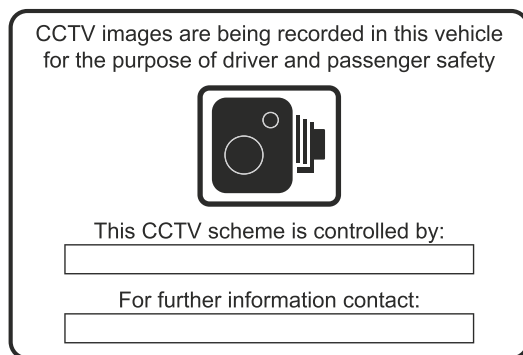 CCTV images are being recorded in this vehicle
for the purpose of driver and passenger safety
This CCTV scheme is controlled by:
For further information contact: